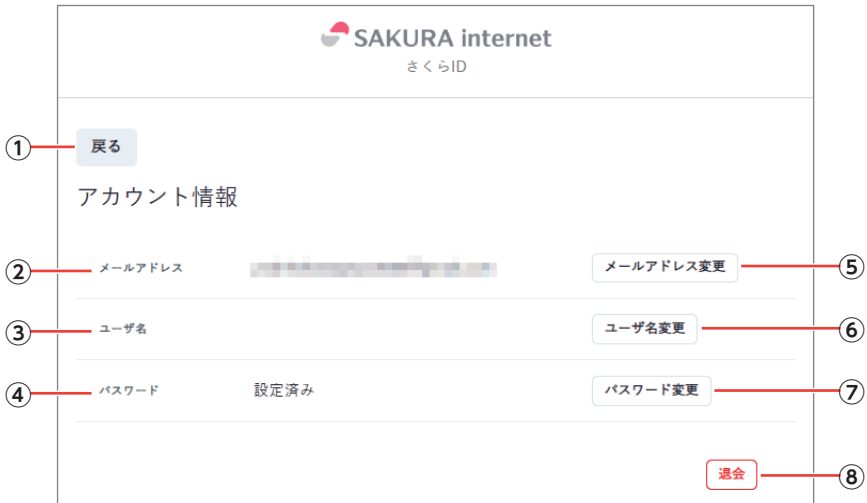 SAKURA internet
さくらID
① 戻る
アカウント情報
② メールアドレス メールアドレス変更 ⑤
③ ユーザ名 ユーザ名変更 ⑥
④ パスワード 設定済み パスワード変更 ⑦
退会 ⑧